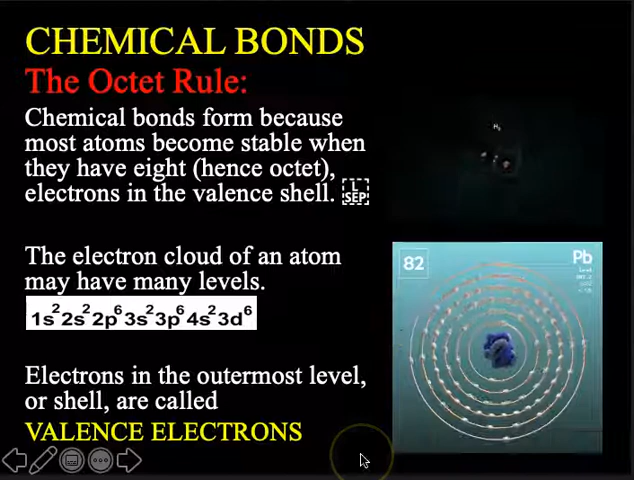 CHEMICAL BONDS
The Octet Rule:
Chemical bonds form because
most atoms become stable when
they have eight (hence octet),
electrons in the valence shell. L SEP
H₂
The electron cloud of an atom
may have many levels.
1s²2s²2p⁶3s²3p⁶4s²3d⁶
82
Pb
Electrons in the outermost level,
or shell, are called
VALENCE ELECTRONS